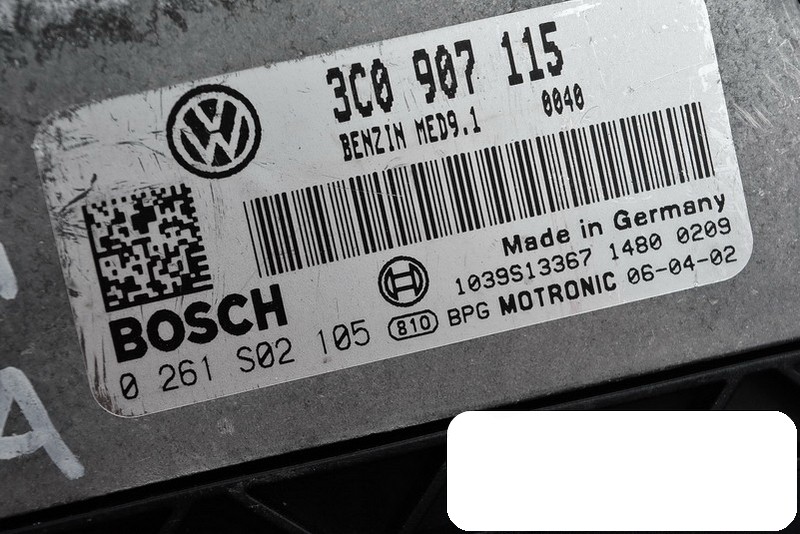 3C0 907 115
BENZIN MED9.1 0040
Made in Germany
1039S13367 1480 0209
BOSCH
0 261 S02 105 810 BPG MOTRONIC 06-04-02
A